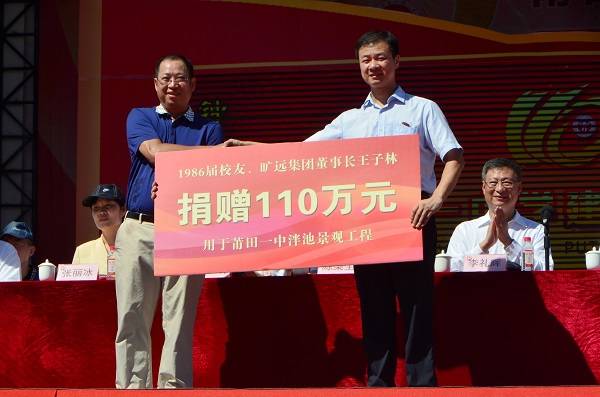 1986届校友、旷远集团董事长王子林
捐赠110万元
用于莆田一中泮池景观工程
张丽冰
李礼辉